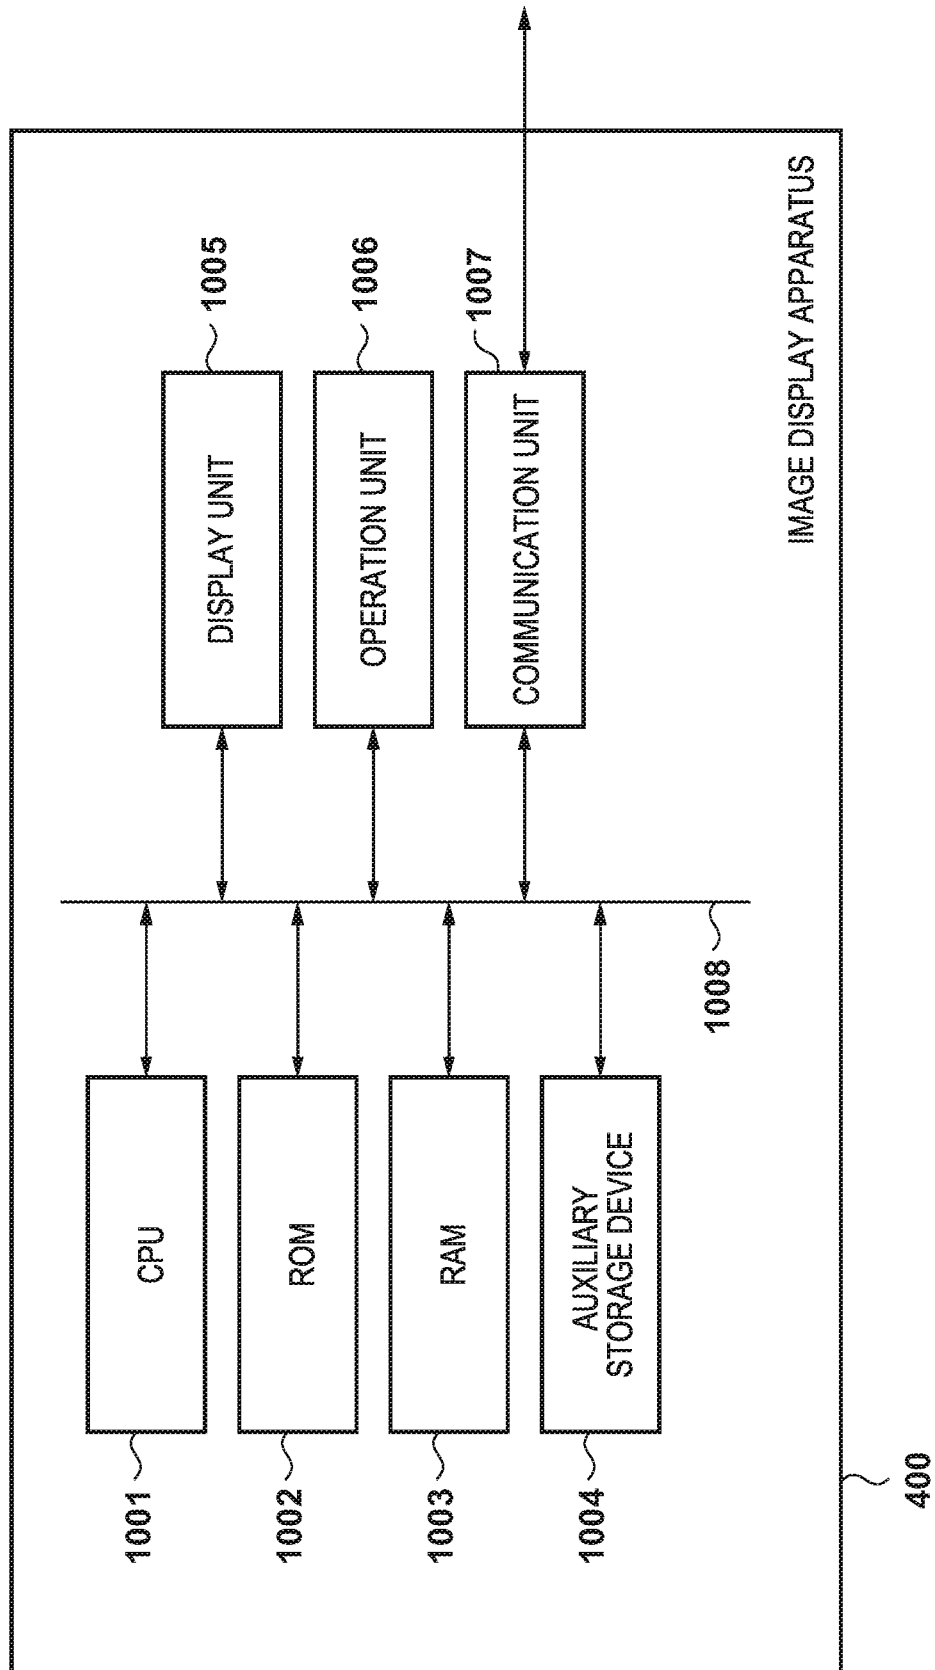 CPU
1001
ROM
1002
RAM
1003
AUXILIARY
STORAGE DEVICE
1004
DISPLAY UNIT
1005
OPERATION UNIT
1006
COMMUNICATION UNIT
1007
1008
IMAGE DISPLAY APPARATUS
400